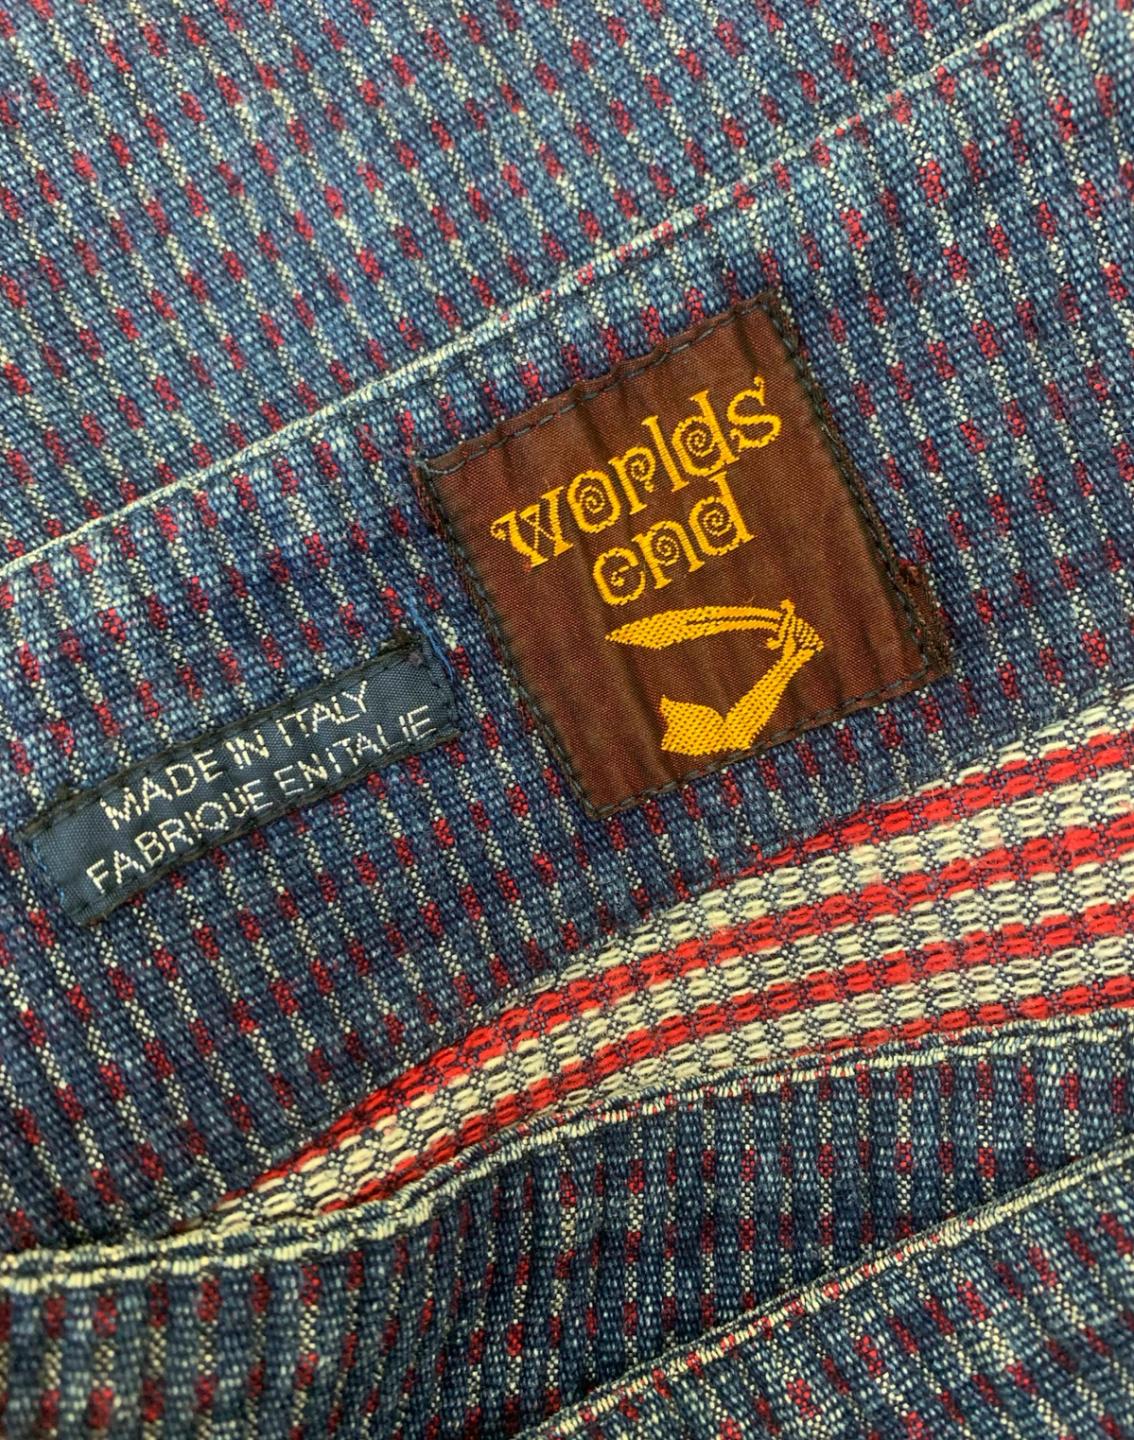 worlds
end
MADE IN ITALY
FABRIQUE EN ITALIE